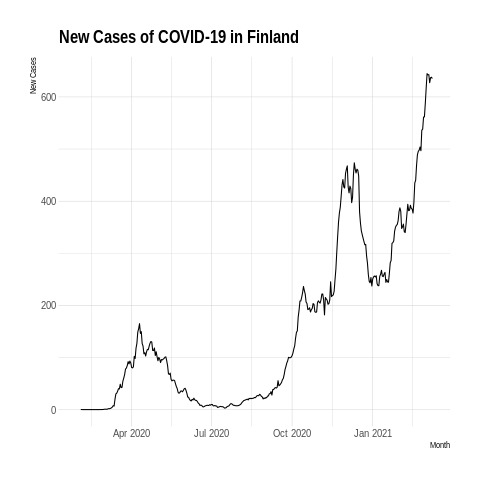 New Cases of COVID-19 in Finland
New Cases
600
400
200
0
Apr 2020 Jul 2020 Oct 2020 Jan 2021
Month